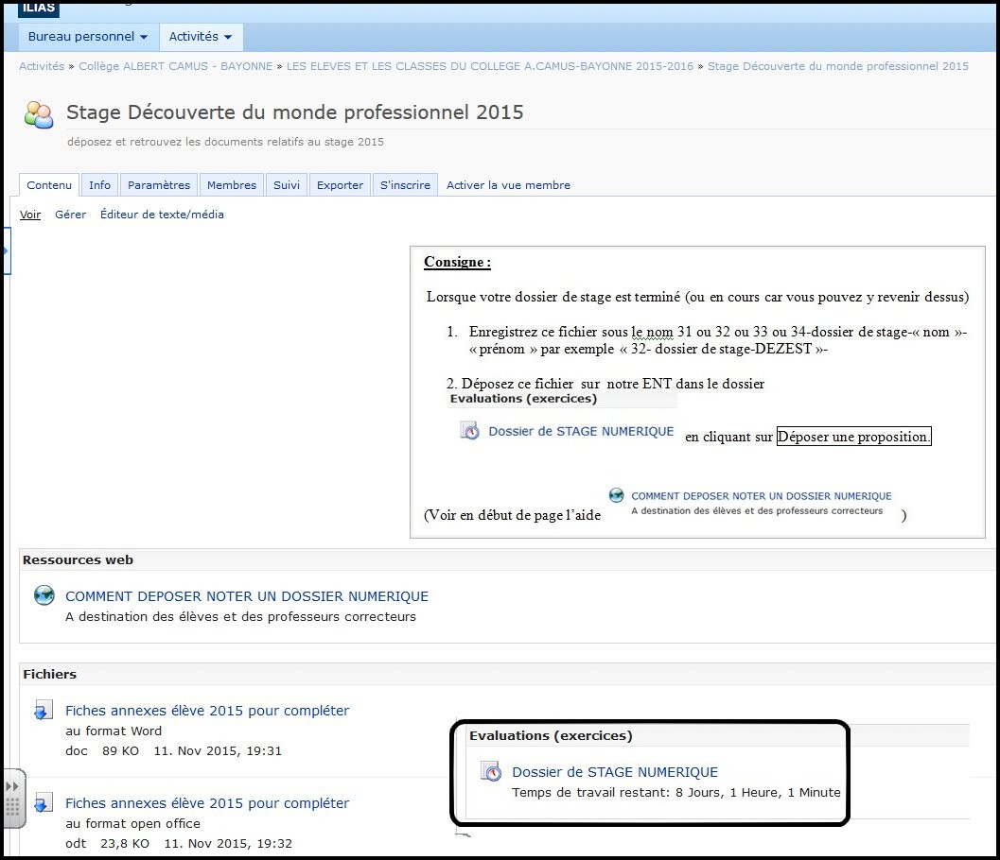 ILIAS
Bureau personnel
Activités
Activités » Collège ALBERT CAMUS - BAYONNE » LES ELEVES ET LES CLASSES DU COLLEGE A.CAMUS-BAYONNE 2015-2016 » Stage Découverte du monde professionnel 2015
Stage Découverte du monde professionnel 2015
déposez et retrouvez les documents relatifs au stage 2015
Contenu Info Paramètres Membres Suivi Exporter S'inscrire Activer la vue membre
Voir Gérer Éditeur de texte/média
Consigne :
Lorsque votre dossier de stage est terminé (ou en cours car vous pouvez y revenir dessus)
1. Enregistrez ce fichier sous le nom 31 ou 32 ou 33 ou 34-dossier de stage-« nom »-
« prénom » par exemple « 32- dossier de stage-DEZEST »-
2. Déposez ce fichier sur notre ENT dans le dossier
Evaluations (exercices)
Dossier de STAGE NUMERIQUE en cliquant sur Déposer une proposition.
COMMENT DEPOSER NOTER UN DOSSIER NUMERIQUE
A destination des élèves et des professeurs correcteurs
(Voir en début de page l'aide )
Ressources web
COMMENT DEPOSER NOTER UN DOSSIER NUMERIQUE
A destination des élèves et des professeurs correcteurs
Fichiers
Fiches annexes élève 2015 pour compléter
au format Word
doc 89 KO 11. Nov 2015, 19:31
Fiches annexes élève 2015 pour compléter
au format open office
odt 23,8 KO 11. Nov 2015, 19:32
Evaluations (exercices)
Dossier de STAGE NUMERIQUE
Temps de travail restant: 8 Jours, 1 Heure, 1 Minute